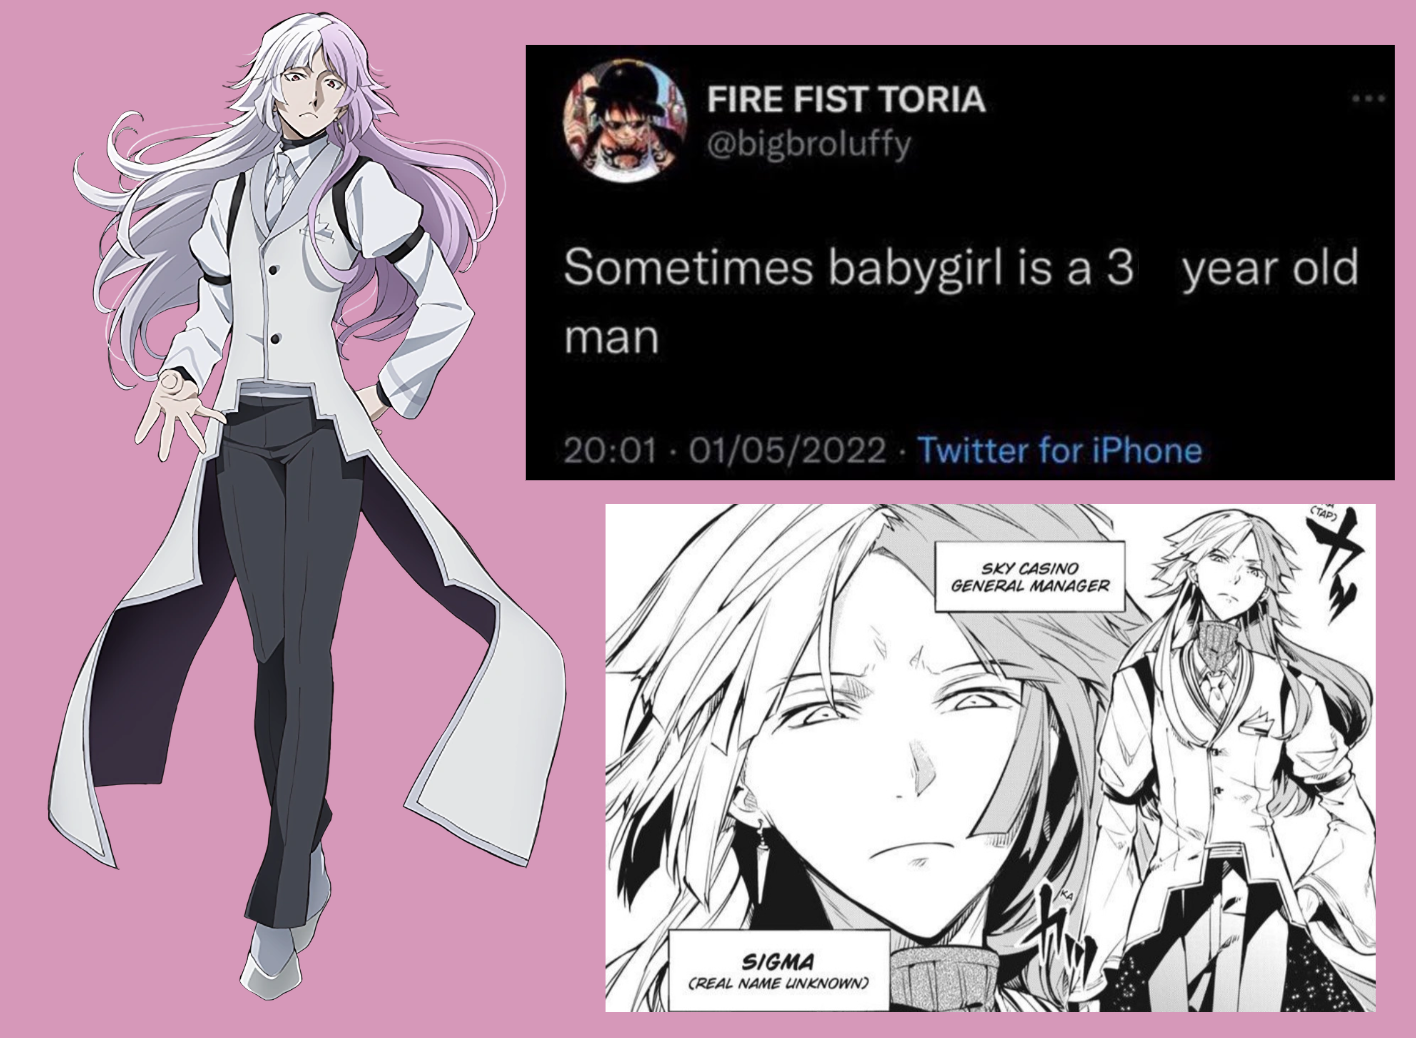 FIRE FIST TORIA
@bigbroluffy
Sometimes babygirl is a 3 year old
man
20:01 · 01/05/2022 · Twitter for iPhone
(TAP)
SKY CASINO
GENERAL MANAGER
KA
SIGMA
(REAL NAME UNKNOWN)